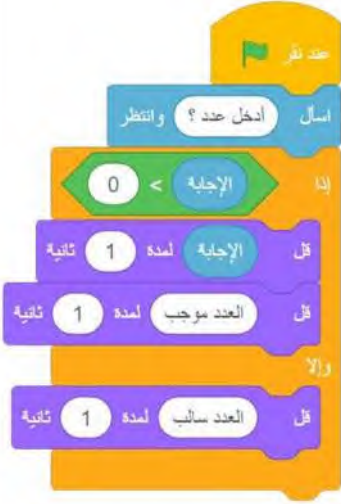 عند نقر
اسأل أدخل عدد ؟ وانتظر
إذا الإجابة > 0
قل الإجابة لمدة 1 ثانية
قل العدد موجب لمدة 1 ثانية
وإلا
قل العدد سالب لمدة 1 ثانية